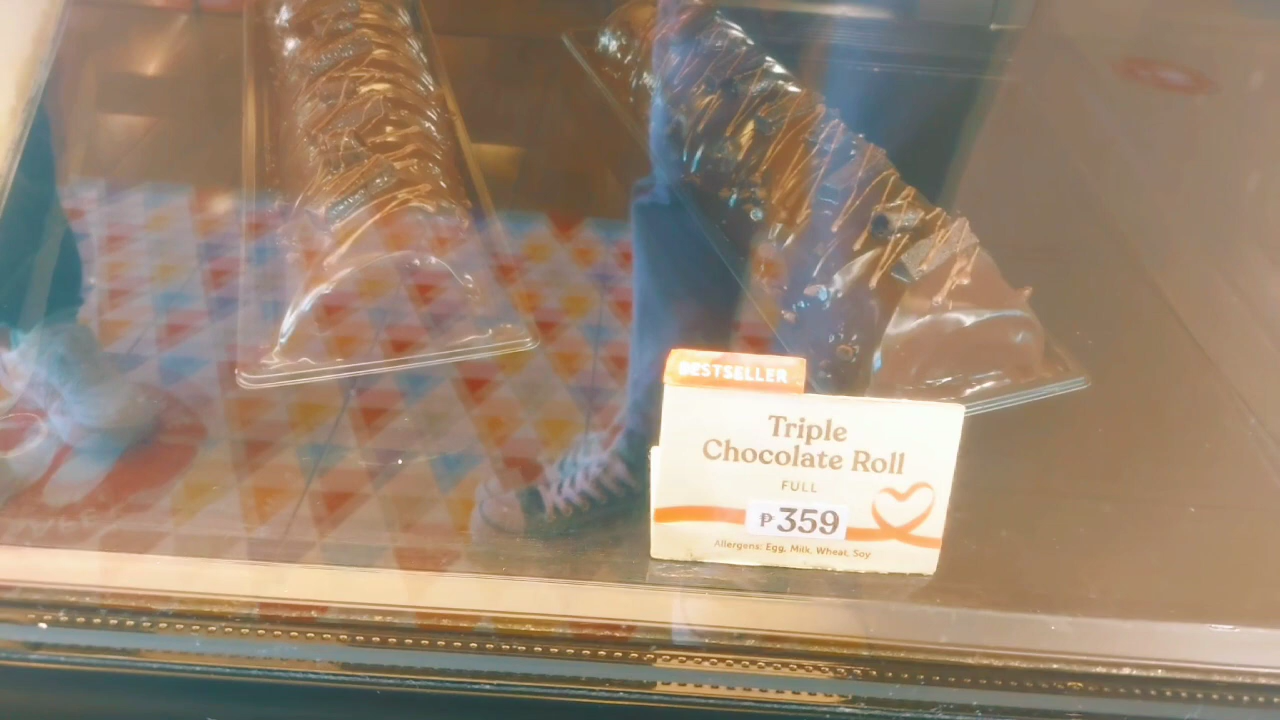 BESTSELLER
Triple
Chocolate Roll
FULL
₱359
Allergens: Egg, Milk, Wheat, Soy